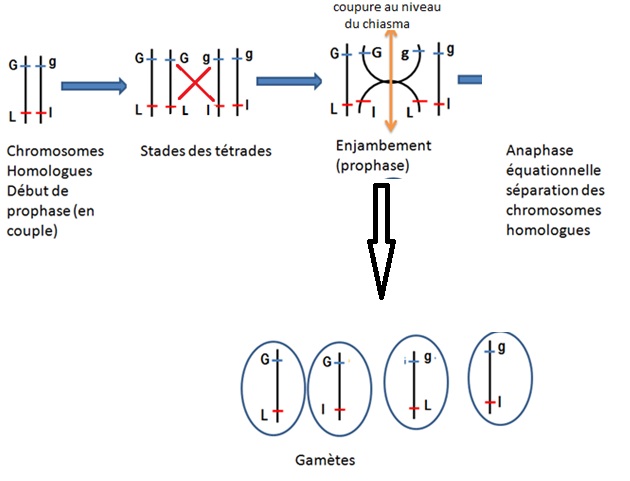 coupure au niveau
du chiasma
G g
L l
G G g g
L L l l
G G g g
L l L l
Chromosomes
Homologues
Début de
prophase (en
couple)
Stades des tétrades
Enjambement
(prophase)
Anaphase
équationnelle
séparation des
chromosomes
homologues
G G g g
L l L l
Gamètes